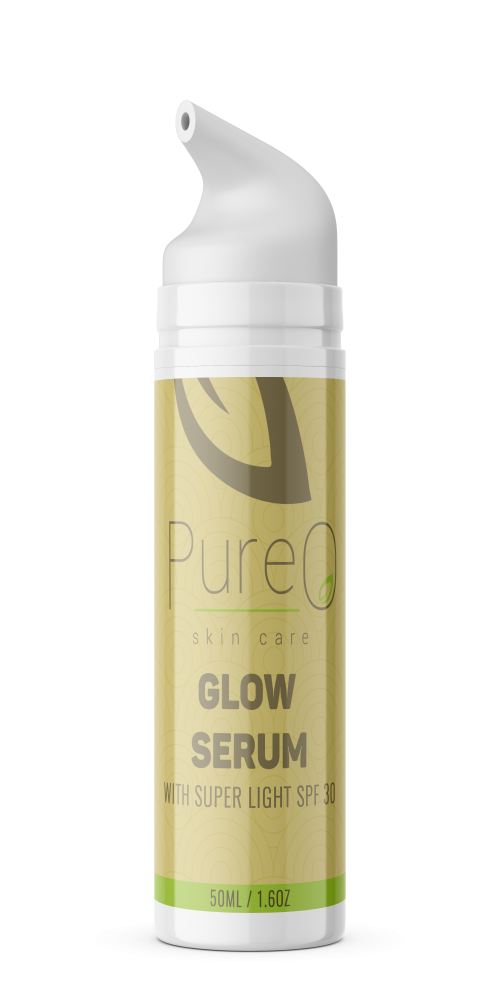 PureO
skin care
GLOW
SERUM
WITH SUPER LIGHT SPF 30
50ML / 1.6OZ